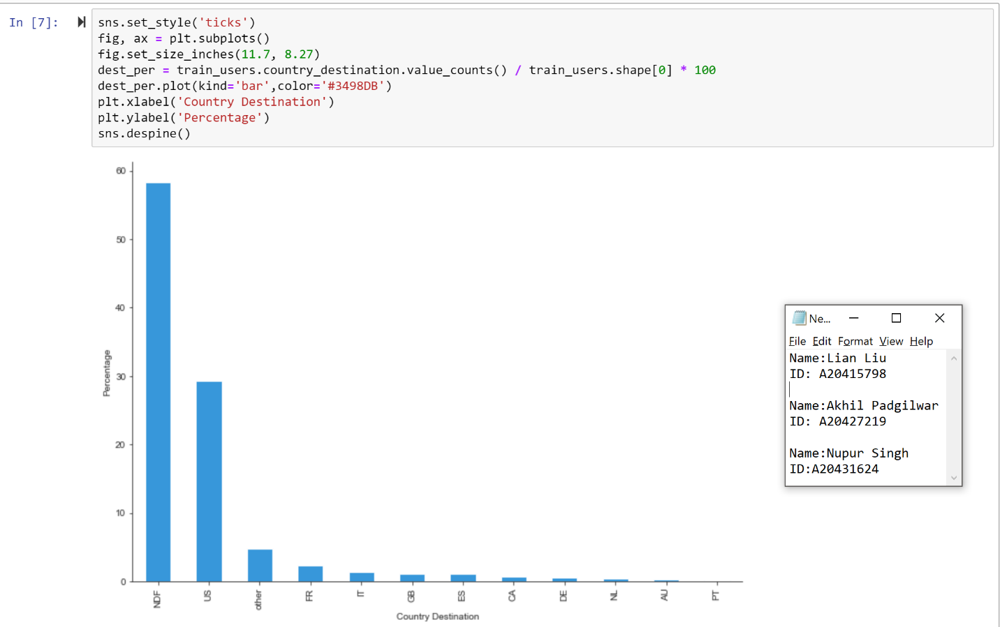 In [7]:
sns.set_style('ticks')
fig, ax = plt.subplots()
fig.set_size_inches(11.7, 8.27)
dest_per = train_users.country_destination.value_counts() / train_users.shape[0] * 100
dest_per.plot(kind='bar',color='#3498DB')
plt.xlabel('Country Destination')
plt.ylabel('Percentage')
sns.despine()
60
50
40
30
20
10
0
Percentage
NDF
US
other
FR
IT
GB
ES
CA
DE
NL
AU
PT
Country Destination
Ne...
File Edit Format View Help
Name:Lian Liu
ID: A20415798
Name:Akhil Padgilwar
ID: A20427219
Name:Nupur Singh
ID:A20431624